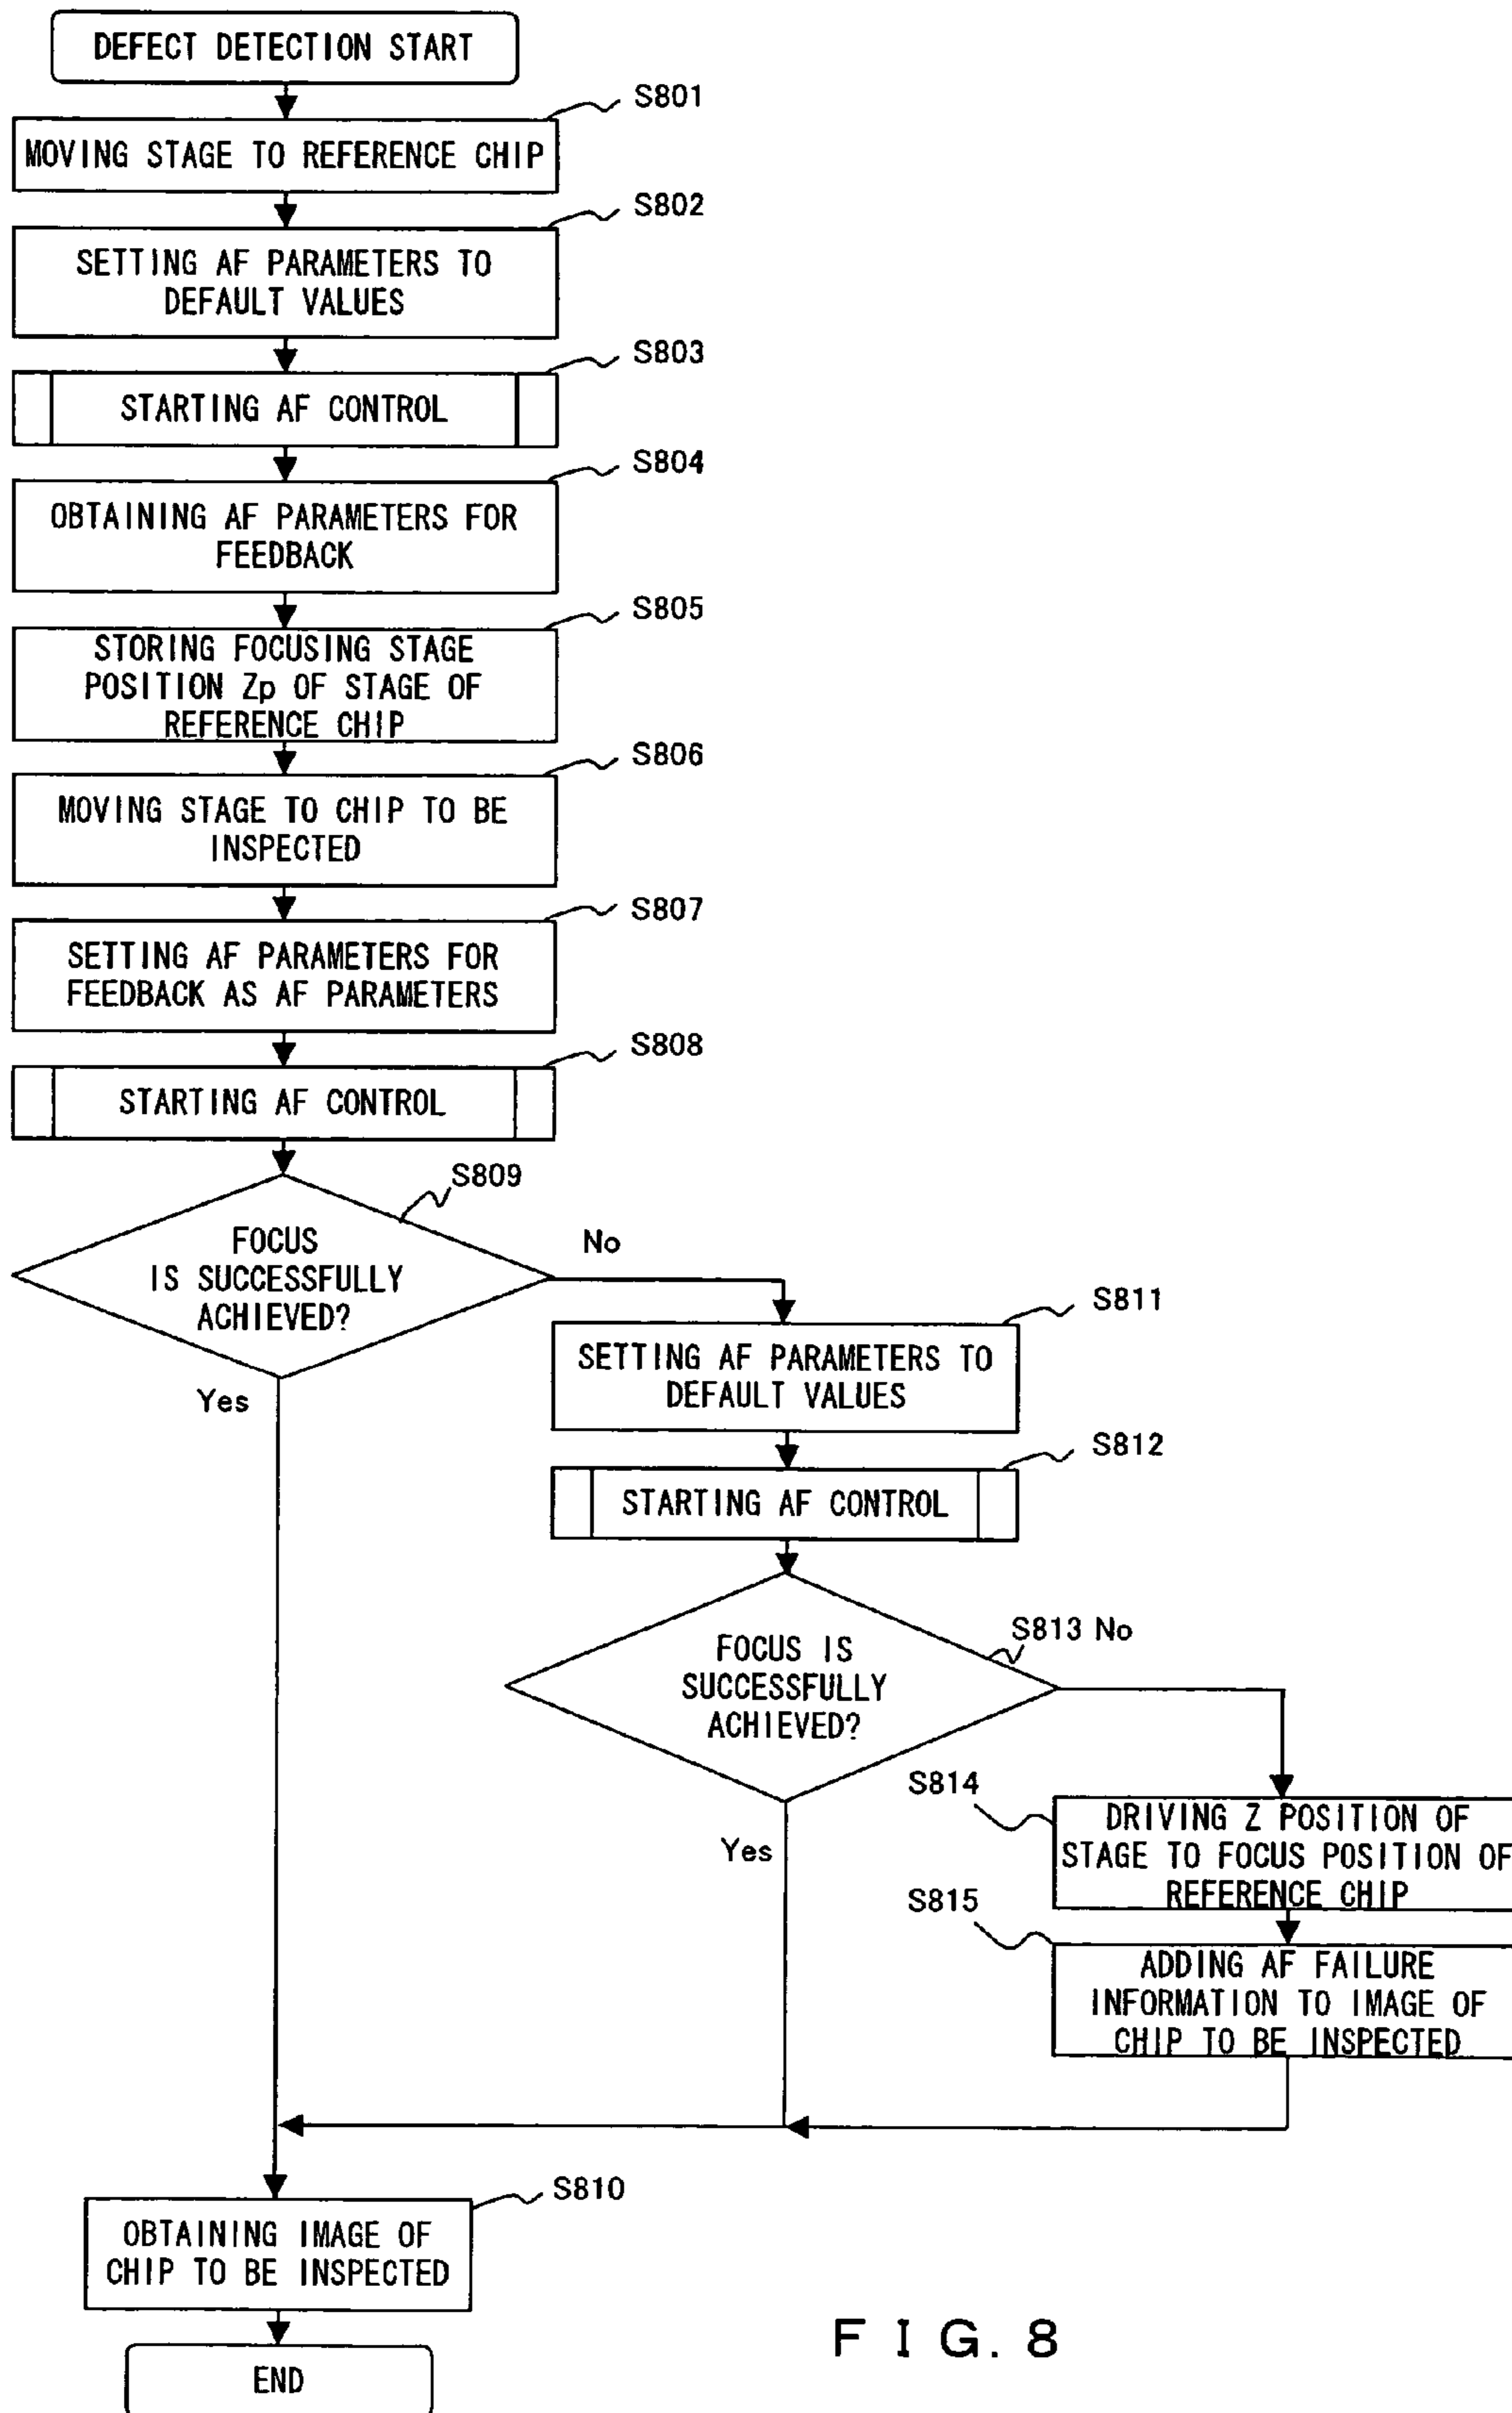 DEFECT DETECTION START
S801
MOVING STAGE TO REFERENCE CHIP
S802
SETTING AF PARAMETERS TO
DEFAULT VALUES
S803
STARTING AF CONTROL
S804
OBTAINING AF PARAMETERS FOR
FEEDBACK
S805
STORING FOCUSING STAGE
POSITION Zp OF STAGE OF
REFERENCE CHIP
S806
MOVING STAGE TO CHIP TO BE
INSPECTED
S807
SETTING AF PARAMETERS FOR
FEEDBACK AS AF PARAMETERS
S808
STARTING AF CONTROL
S809
FOCUS
IS SUCCESSFULLY
ACHIEVED?
No
Yes
S811
SETTING AF PARAMETERS TO
DEFAULT VALUES
S812
STARTING AF CONTROL
S813 No
FOCUS IS
SUCCESSFULLY
ACHIEVED?
Yes
S814
DRIVING Z POSITION OF
STAGE TO FOCUS POSITION OF
REFERENCE CHIP
S815
ADDING AF FAILURE
INFORMATION TO IMAGE OF
CHIP TO BE INSPECTED
S810
OBTAINING IMAGE OF
CHIP TO BE INSPECTED
END
FIG. 8